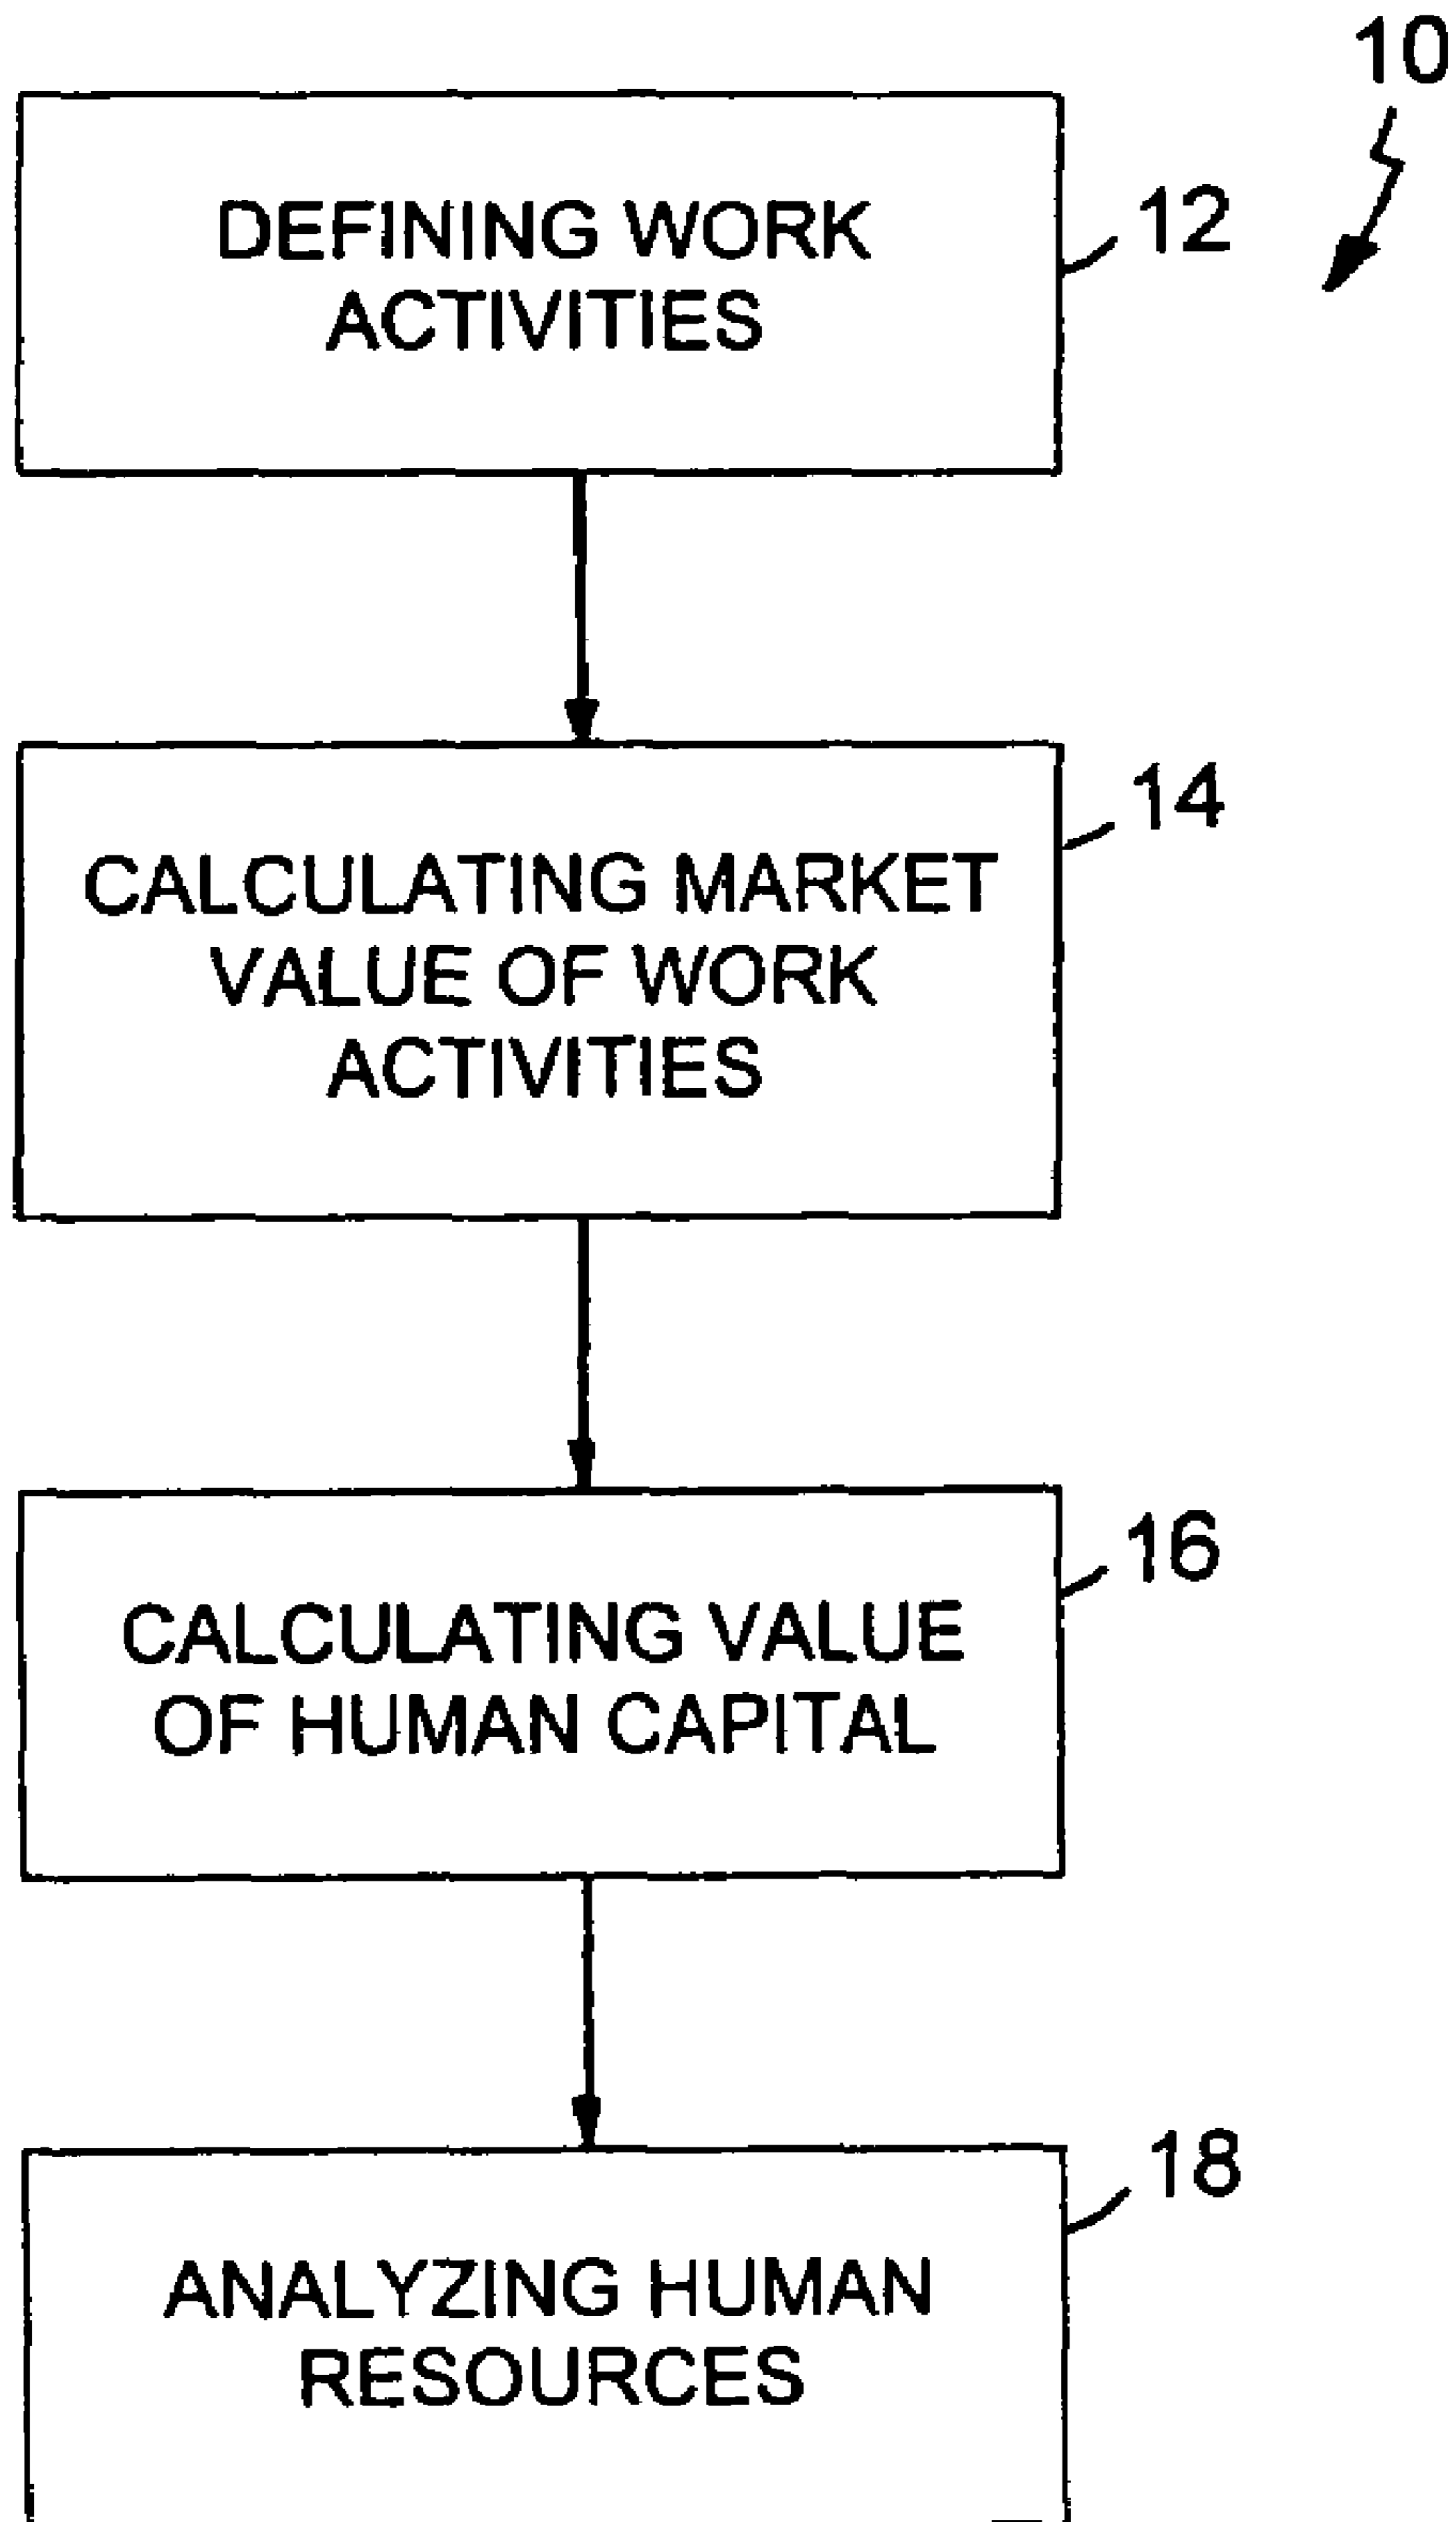 10
DEFINING WORK
ACTIVITIES
12
CALCULATING MARKET
VALUE OF WORK
ACTIVITIES
14
CALCULATING VALUE
OF HUMAN CAPITAL
16
ANALYZING HUMAN
RESOURCES
18